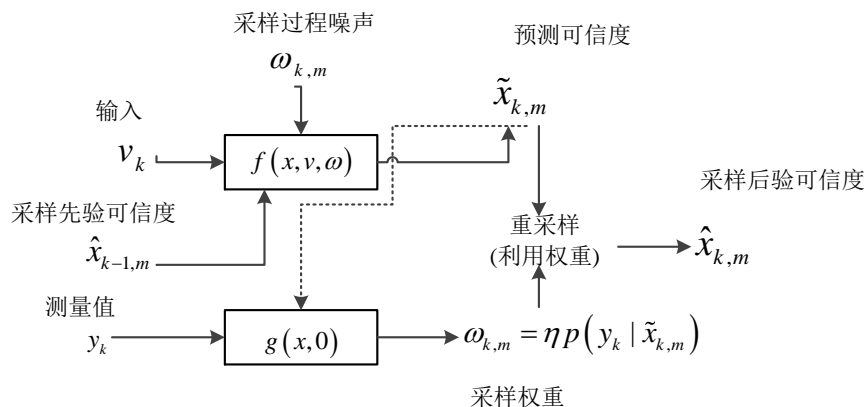 采样过程噪声
ω_{k,m}
预测可信度
x̃_{k,m}
输入
v_k
f(x,v,ω)
采样先验可信度
x̂_{k−1,m}
重采样
(利用权重)
采样后验可信度
x̂_{k,m}
测量值
y_k
g(x,0)
ω_{k,m} = ηp(y_k | x̃_{k,m})
采样权重